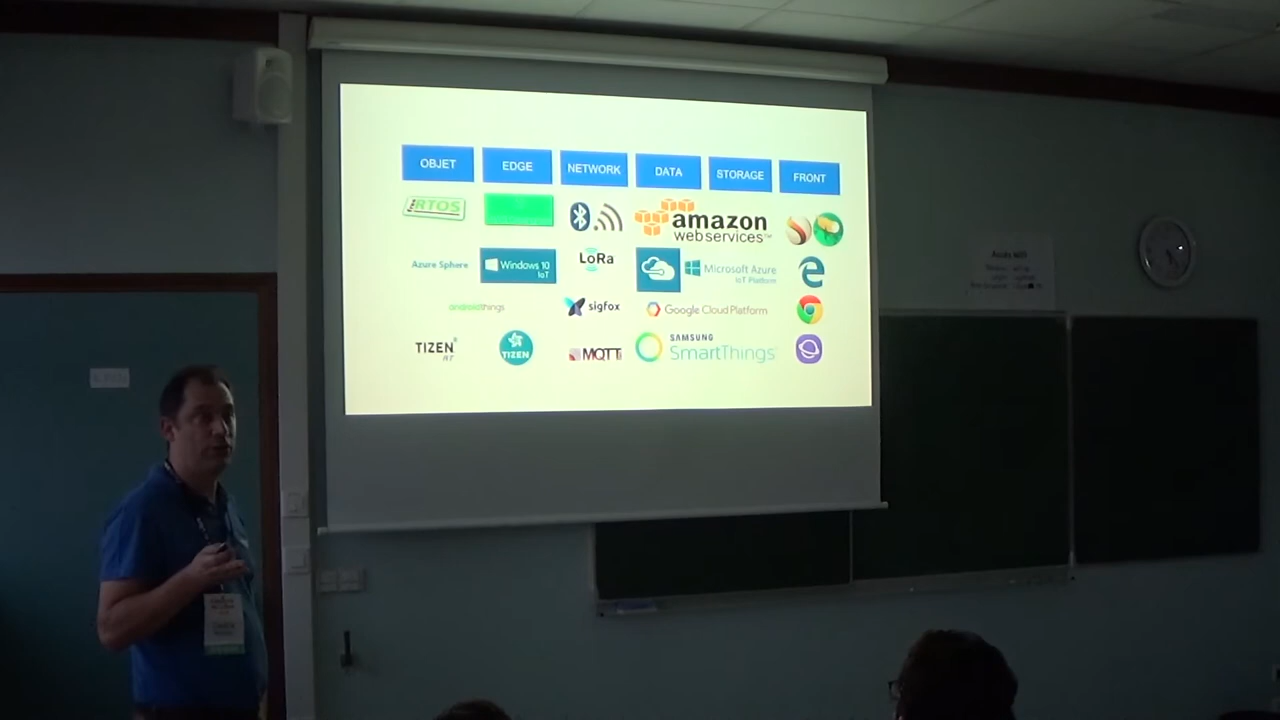 OBJET EDGE NETWORK DATA STORAGE FRONT
RTOS
amazon
webservices
Azure Sphere Windows 10 IoT LoRa Microsoft Azure IoT Platform
androidthings sigfox Google Cloud Platform
TIZEN RT TIZEN MQTT SAMSUNG SmartThings